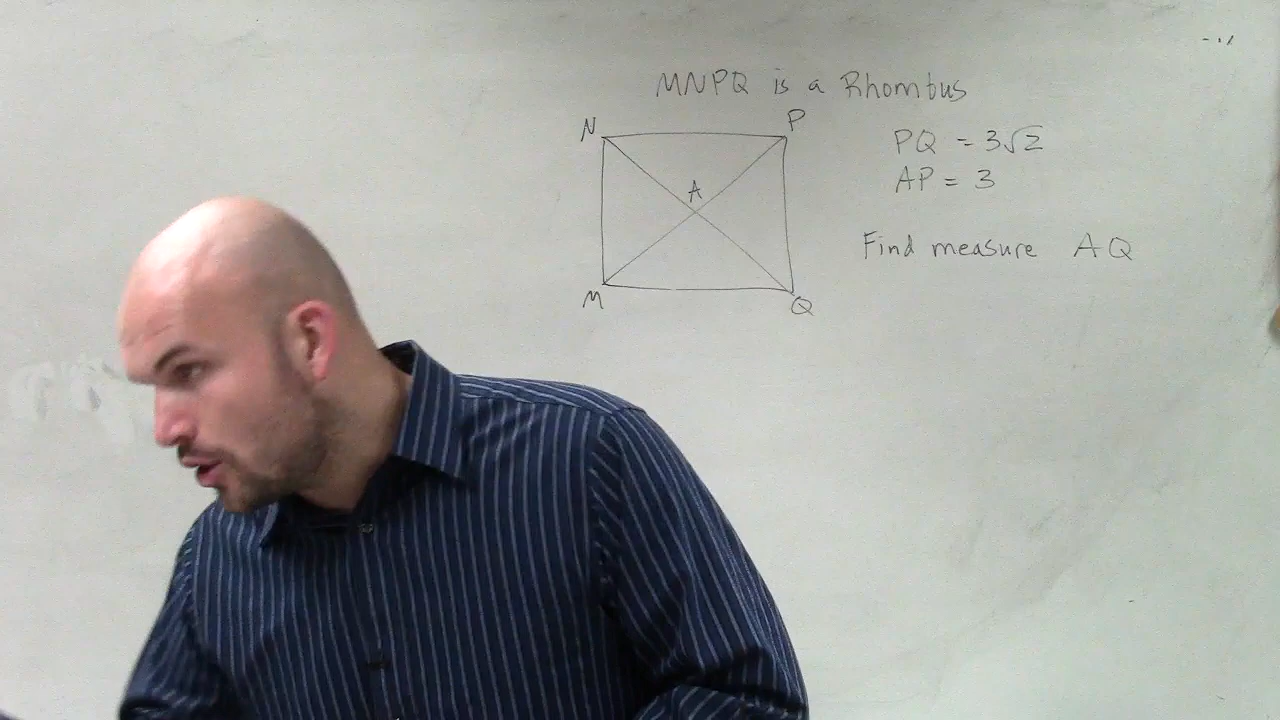 MNPQ is a Rhombus
N
P
PQ = 3√2
AP = 3
A
Find measure AQ
M
Q